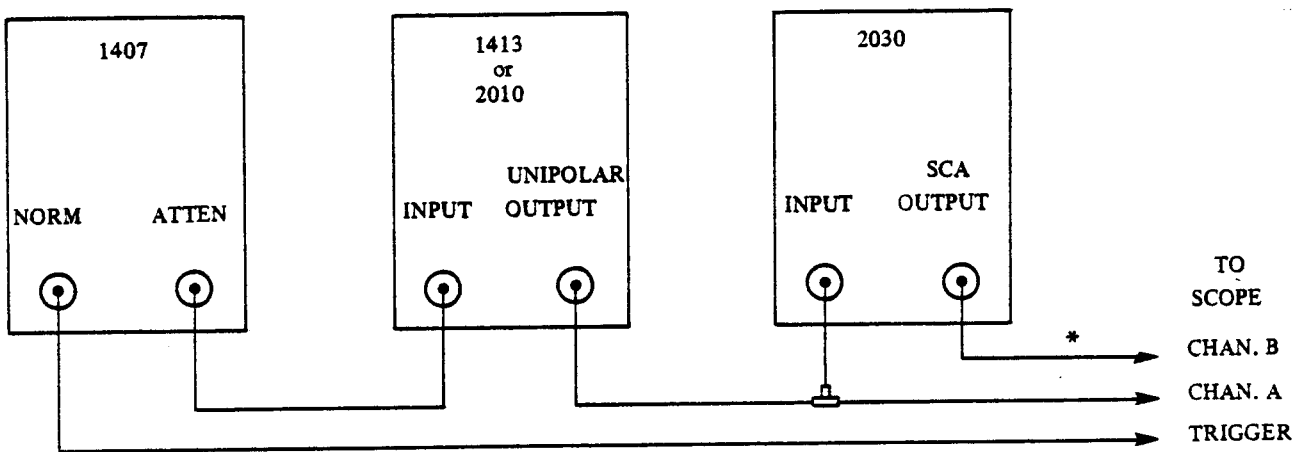 1407
NORM
ATTEN
1413
or
2010
INPUT
UNIPOLAR
OUTPUT
2030
INPUT
SCA
OUTPUT
TO
SCOPE
*
CHAN. B
CHAN. A
TRIGGER